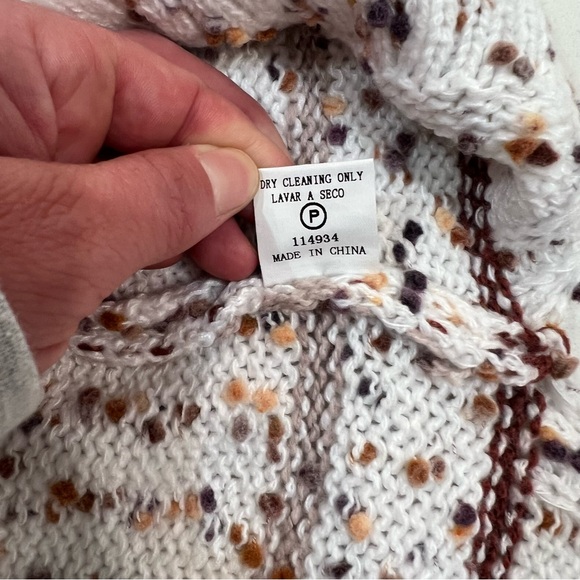 DRY CLEANING ONLY
LAVAR A SECO
P
114934
MADE IN CHINA